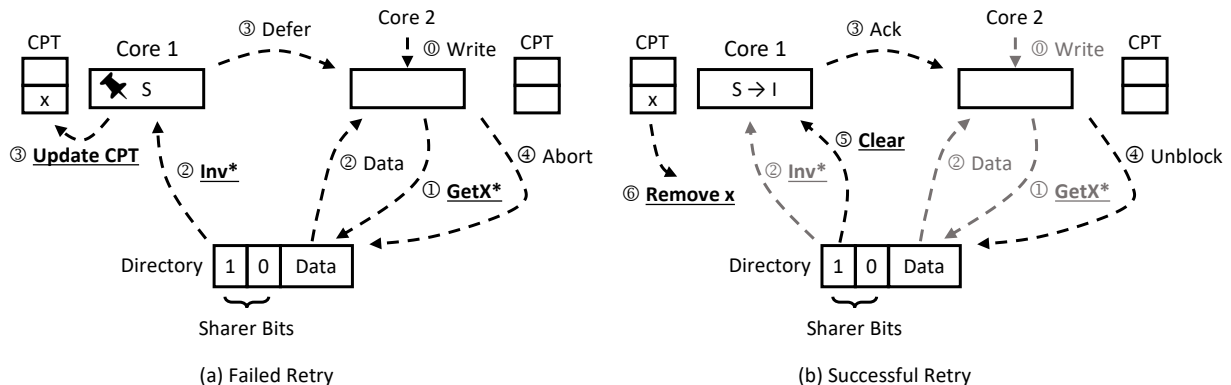 CPT
Core 1
③ Defer
Core 2
⓪ Write
CPT
S
x
③ Update CPT
② Inv*
② Data
④ Abort
① GetX*
Directory
1
0
Data
Sharer Bits
(a) Failed Retry
CPT
Core 1
③ Ack
Core 2
⓪ Write
CPT
S → I
x
⑤ Clear
② Inv*
② Data
④ Unblock
① GetX*
⑥ Remove x
Directory
1
0
Data
Sharer Bits
(b) Successful Retry